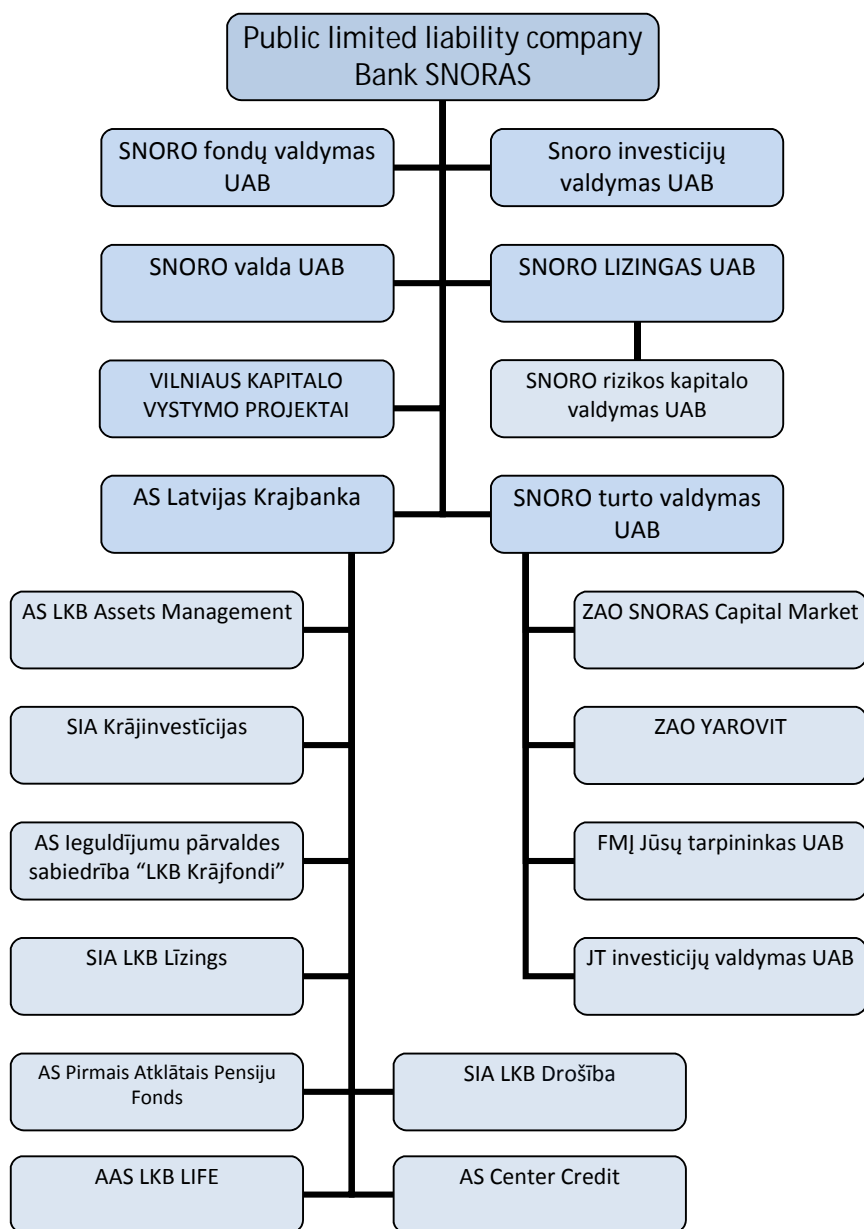 Public limited liability company
Bank SNORAS
SNORO fondų valdymas
UAB
Snoro investicijų
valdymas UAB
SNORO valda UAB
SNORO LIZINGAS UAB
VILNIAUS KAPITALO
VYSTYMO PROJEKTAI
SNORO rizikos kapitalo
valdymas UAB
AS Latvijas Krajbanka
SNORO turto valdymas
UAB
AS LKB Assets Management
ZAO SNORAS Capital Market
SIA Krājinvestīcijas
ZAO YAROVIT
AS Ieguldījumu pārvaldes
sabiedrība “LKB Krājfondi”
FMĮ Jūsų tarpininkas UAB
SIA LKB Līzings
JT investicijų valdymas UAB
AS Pirmais Atklātais Pensiju
Fonds
SIA LKB Drošība
AAS LKB LIFE
AS Center Credit